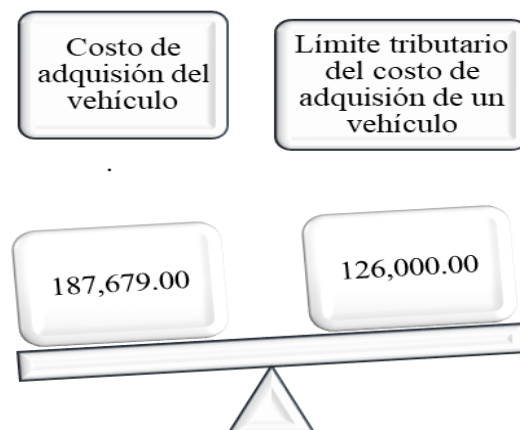 Costo de
adquisión del
vehículo
Límite tributario
del costo de
adquisión de un
vehículo
187,679.00
126,000.00